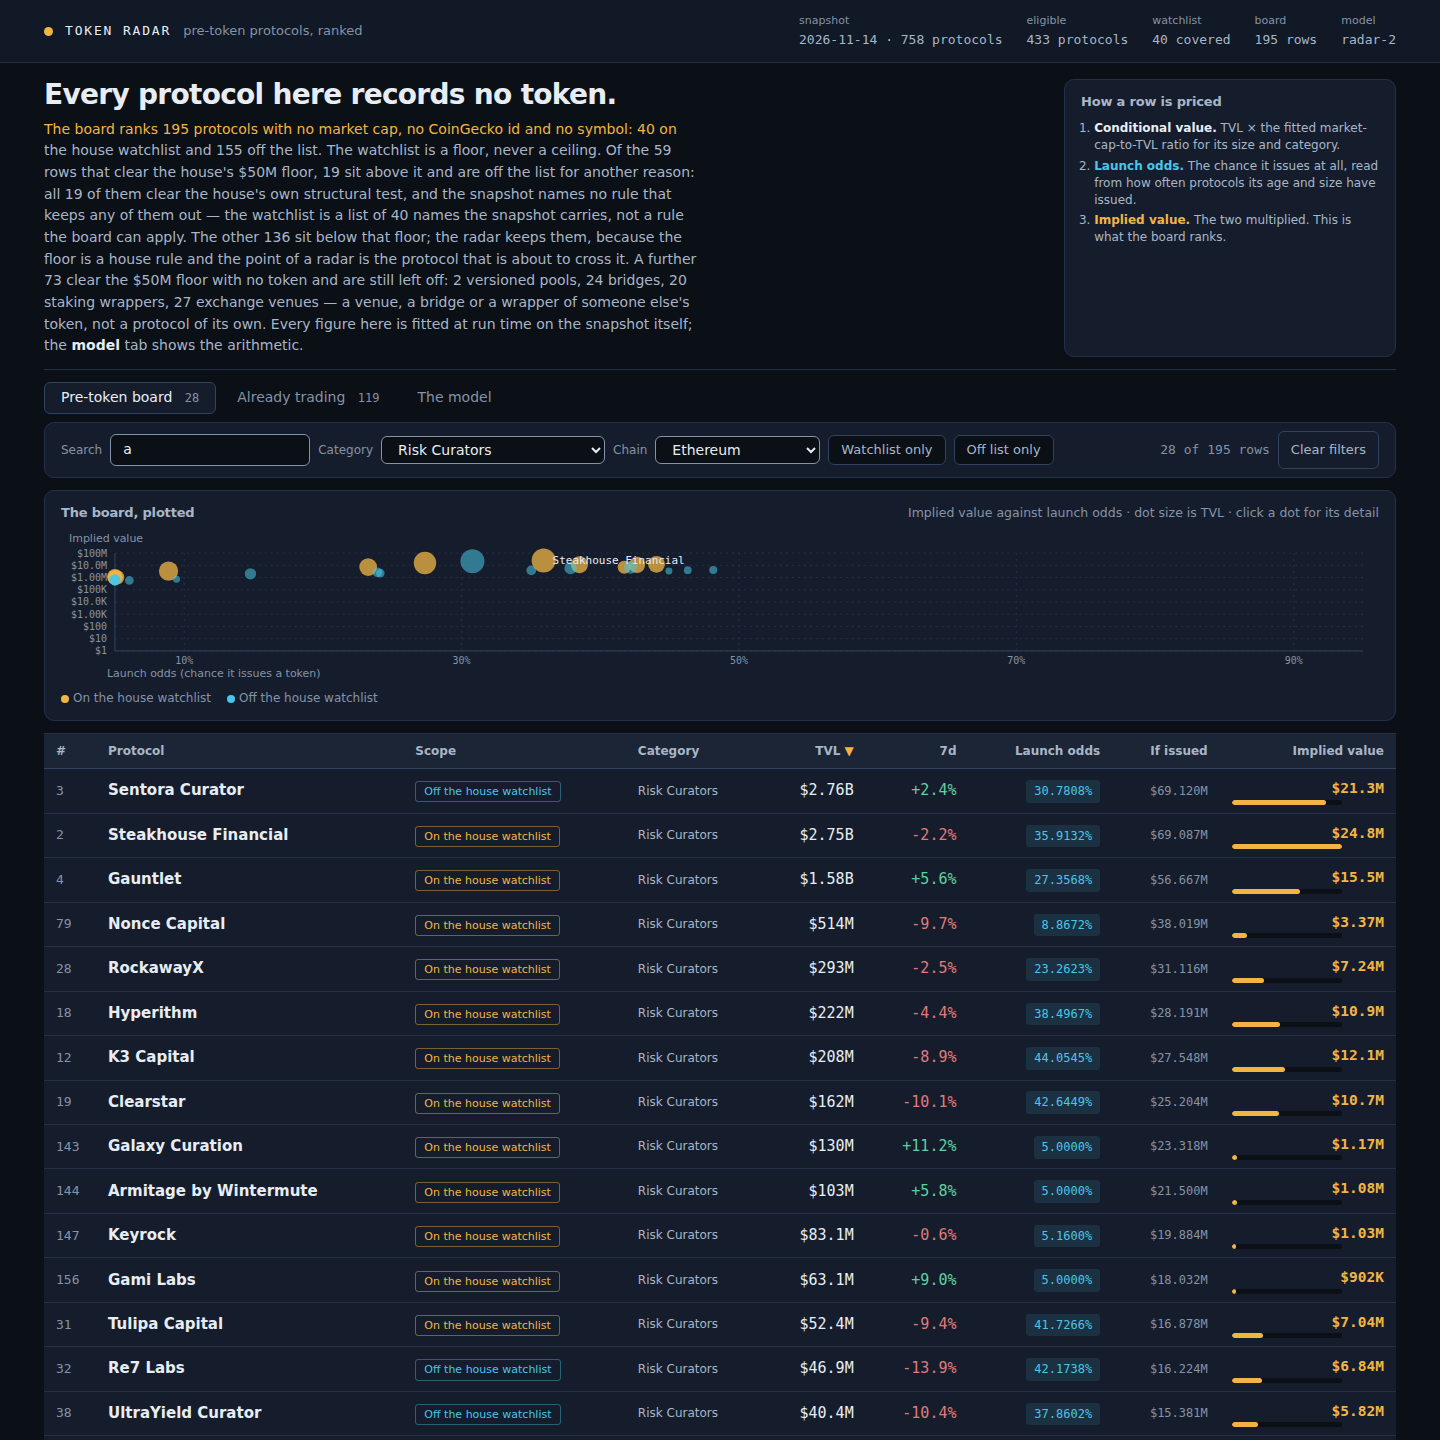 TOKEN RADAR pre-token protocols, ranked
snapshot eligible watchlist board model
2026-11-14 · 758 protocols 433 protocols 40 covered 195 rows radar-2
Every protocol here records no token.
The board ranks 195 protocols with no market cap, no CoinGecko id and no symbol: 40 on
the house watchlist and 155 off the list. The watchlist is a floor, never a ceiling. Of the 59
rows that clear the house's $50M floor, 19 sit above it and are off the list for another reason:
all 19 of them clear the house's own structural test, and the snapshot names no rule that
keeps any of them out — the watchlist is a list of 40 names the snapshot carries, not a rule
the board can apply. The other 136 sit below that floor; the radar keeps them, because the
floor is a house rule and the point of a radar is the protocol that is about to cross it. A further
73 clear the $50M floor with no token and are still left off: 2 versioned pools, 24 bridges, 20
staking wrappers, 27 exchange venues — a venue, a bridge or a wrapper of someone else's
token, not a protocol of its own. Every figure here is fitted at run time on the snapshot itself;
the model tab shows the arithmetic.
How a row is priced
1. Conditional value. TVL × the fitted market-
cap-to-TVL ratio for its size and category.
2. Launch odds. The chance it issues at all, read
from how often protocols its age and size have
issued.
3. Implied value. The two multiplied. This is
what the board ranks.
Pre-token board 28 Already trading 119 The model
Search a Category Risk Curators Chain Ethereum Watchlist only Off list only 28 of 195 rows Clear filters
The board, plotted Implied value against launch odds · dot size is TVL · click a dot for its detail
Implied value
$100M
$10.0M
$1.00M
$100K
$10.0K
$1.00K
$100
$10
$1
Steakhouse Financial
10% 30% 50% 70% 90%
Launch odds (chance it issues a token)
On the house watchlist Off the house watchlist
# Protocol Scope Category TVL ▼ 7d Launch odds If issued Implied value
3 Sentora Curator Off the house watchlist Risk Curators $2.76B +2.4% 30.7808% $69.120M $21.3M
2 Steakhouse Financial On the house watchlist Risk Curators $2.75B -2.2% 35.9132% $69.087M $24.8M
4 Gauntlet On the house watchlist Risk Curators $1.58B +5.6% 27.3568% $56.667M $15.5M
79 Nonce Capital On the house watchlist Risk Curators $514M -9.7% 8.8672% $38.019M $3.37M
28 RockawayX On the house watchlist Risk Curators $293M -2.5% 23.2623% $31.116M $7.24M
18 Hyperithm On the house watchlist Risk Curators $222M -4.4% 38.4967% $28.191M $10.9M
12 K3 Capital On the house watchlist Risk Curators $208M -8.9% 44.0545% $27.548M $12.1M
19 Clearstar On the house watchlist Risk Curators $162M -10.1% 42.6449% $25.204M $10.7M
143 Galaxy Curation On the house watchlist Risk Curators $130M +11.2% 5.0000% $23.318M $1.17M
144 Armitage by Wintermute On the house watchlist Risk Curators $103M +5.8% 5.0000% $21.500M $1.08M
147 Keyrock On the house watchlist Risk Curators $83.1M -0.6% 5.1600% $19.884M $1.03M
156 Gami Labs On the house watchlist Risk Curators $63.1M +9.0% 5.0000% $18.032M $902K
31 Tulipa Capital On the house watchlist Risk Curators $52.4M -9.4% 41.7266% $16.878M $7.04M
32 Re7 Labs Off the house watchlist Risk Curators $46.9M -13.9% 42.1738% $16.224M $6.84M
38 UltraYield Curator Off the house watchlist Risk Curators $40.4M -10.4% 37.8602% $15.381M $5.82M